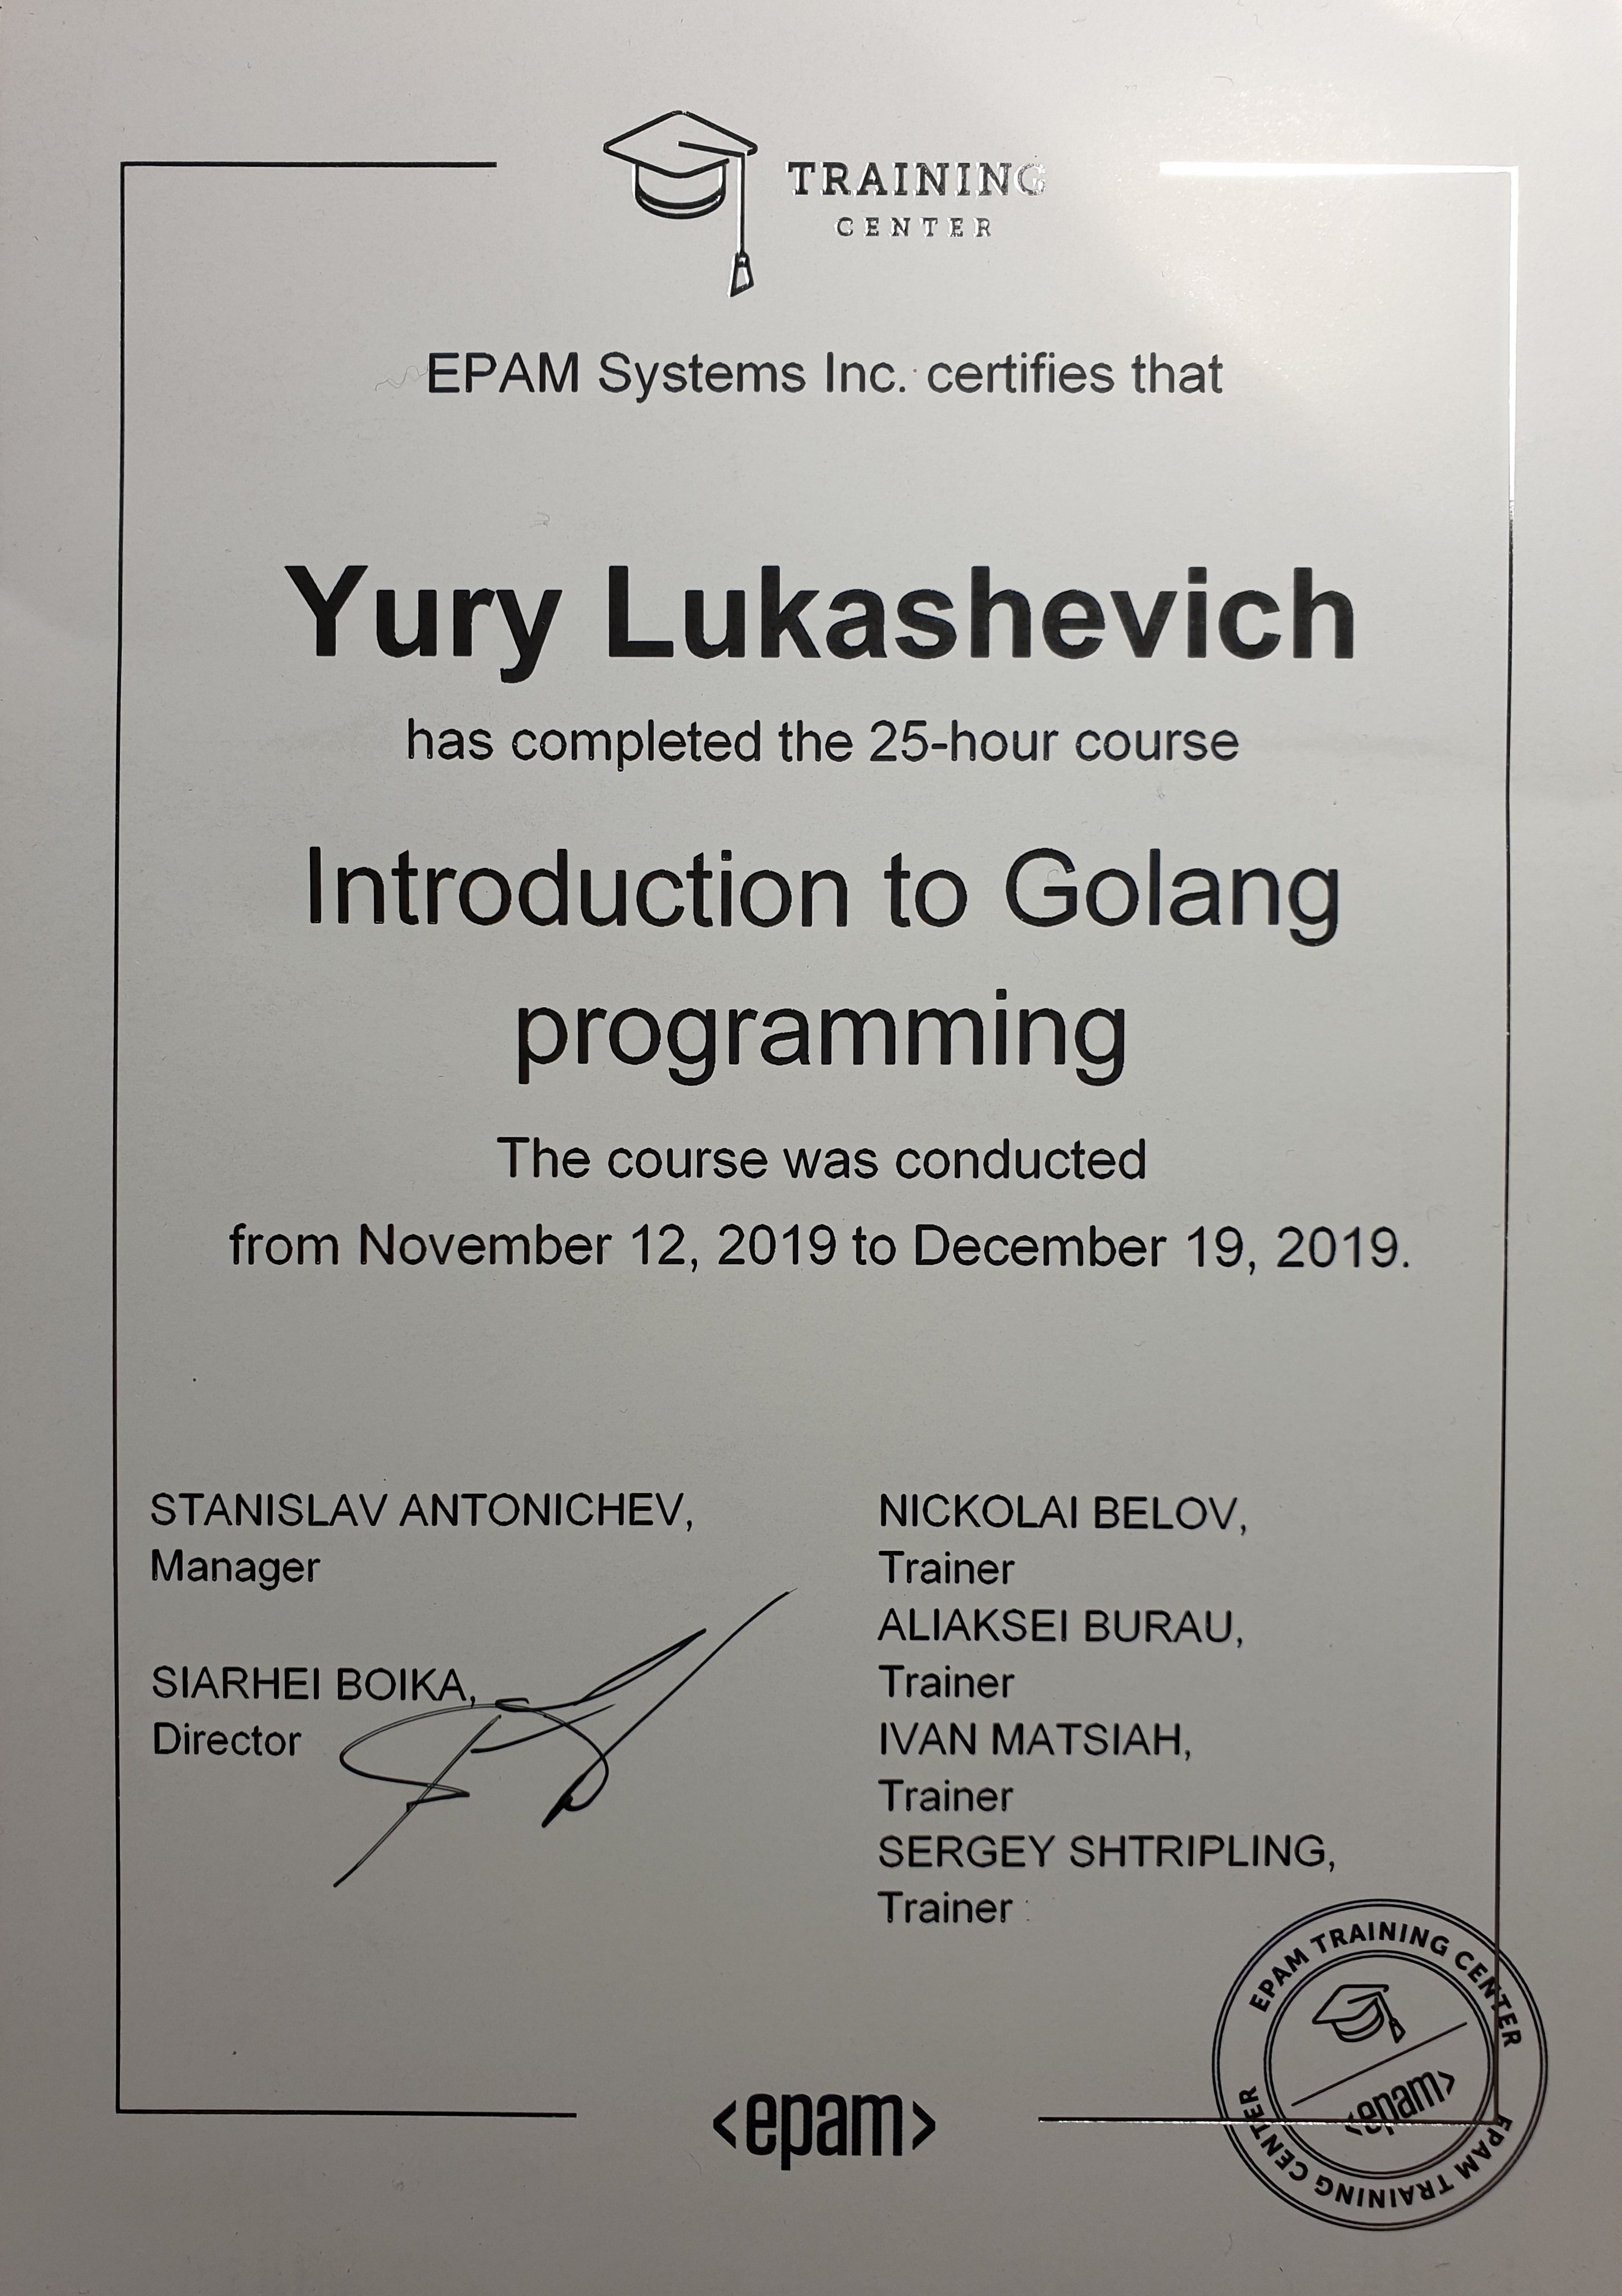 TRAINING
CENTER
EPAM Systems Inc. certifies that
Yury Lukashevich
has completed the 25-hour course
Introduction to Golang
programming
The course was conducted
from November 12, 2019 to December 19, 2019.
STANISLAV ANTONICHEV,
Manager
SIARHEI BOIKA,
Director
NICKOLAI BELOV,
Trainer
ALIAKSEI BURAU,
Trainer
IVAN MATSIAH,
Trainer
SERGEY SHTRIPLING,
Trainer
<epam>
EPAM TRAINING CENTER
<epam>
EPAM TRAINING CENTER